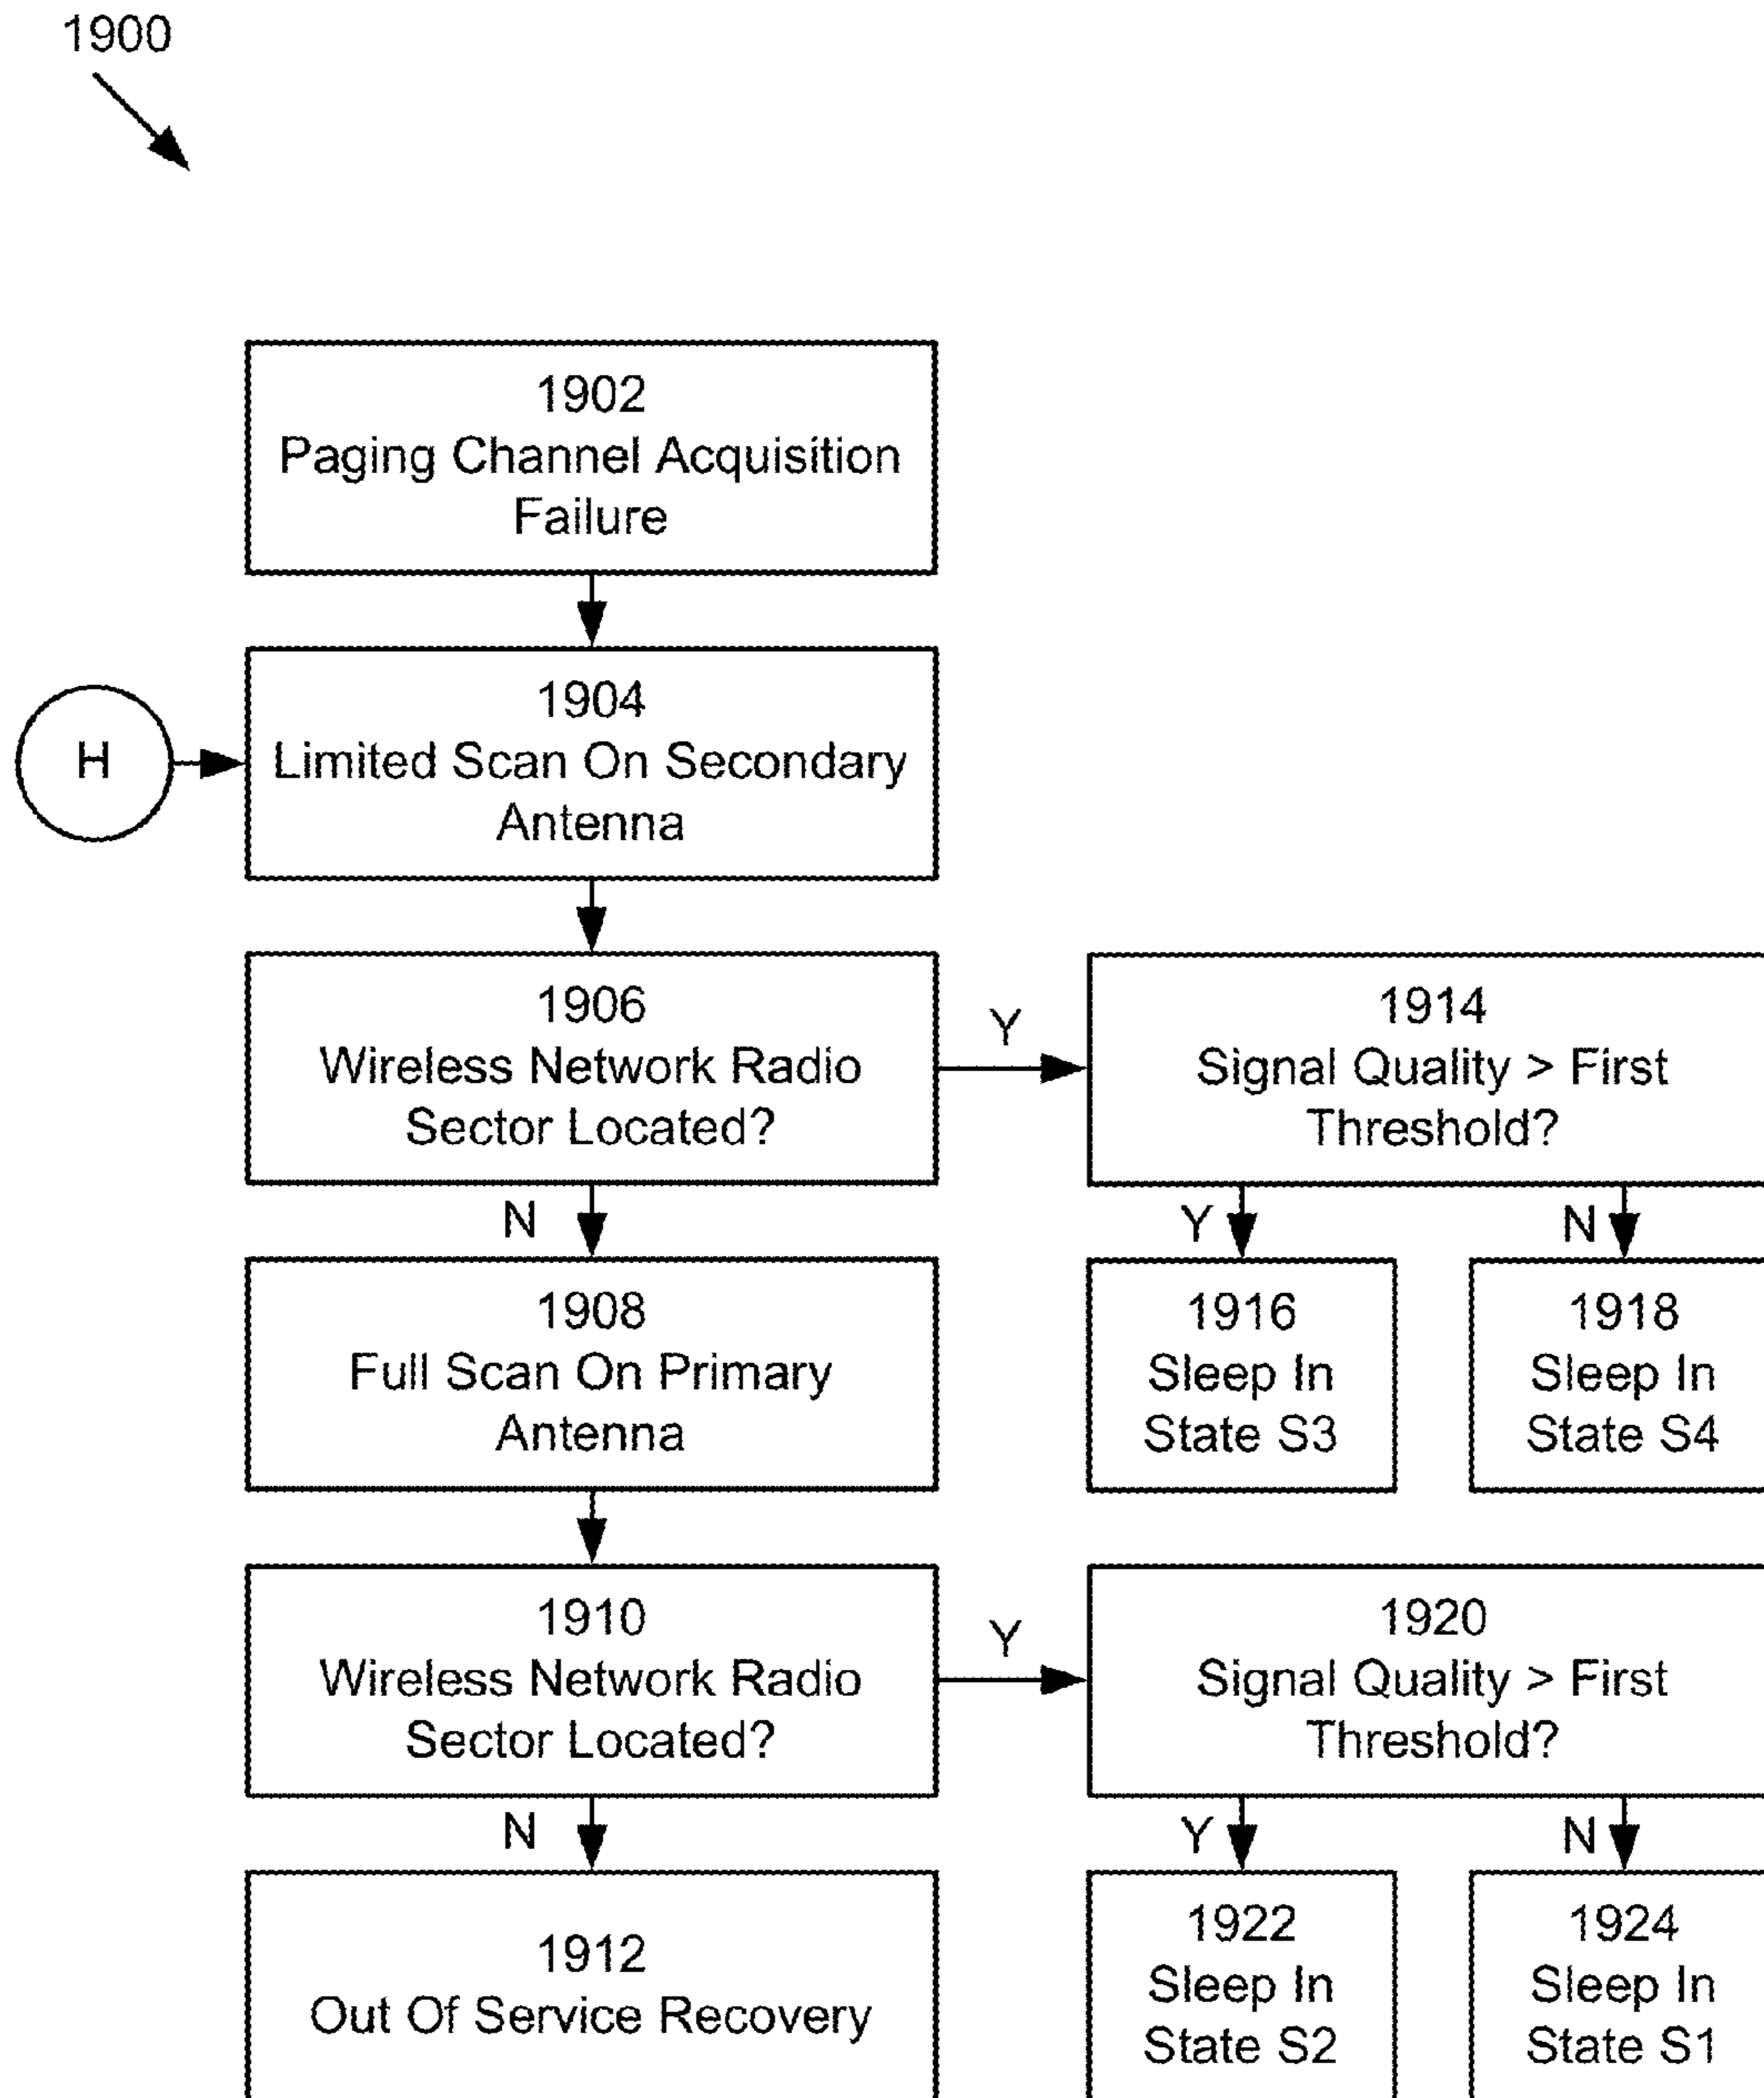 1900
1902
Paging Channel Acquisition
Failure
H
1904
Limited Scan On Secondary
Antenna
1906
Wireless Network Radio
Sector Located?
Y
1914
Signal Quality > First
Threshold?
N
Y
N
1908
Full Scan On Primary
Antenna
1916
Sleep In
State S3
1918
Sleep In
State S4
1910
Wireless Network Radio
Sector Located?
Y
1920
Signal Quality > First
Threshold?
N
Y
N
1912
Out Of Service Recovery
1922
Sleep In
State S2
1924
Sleep In
State S1